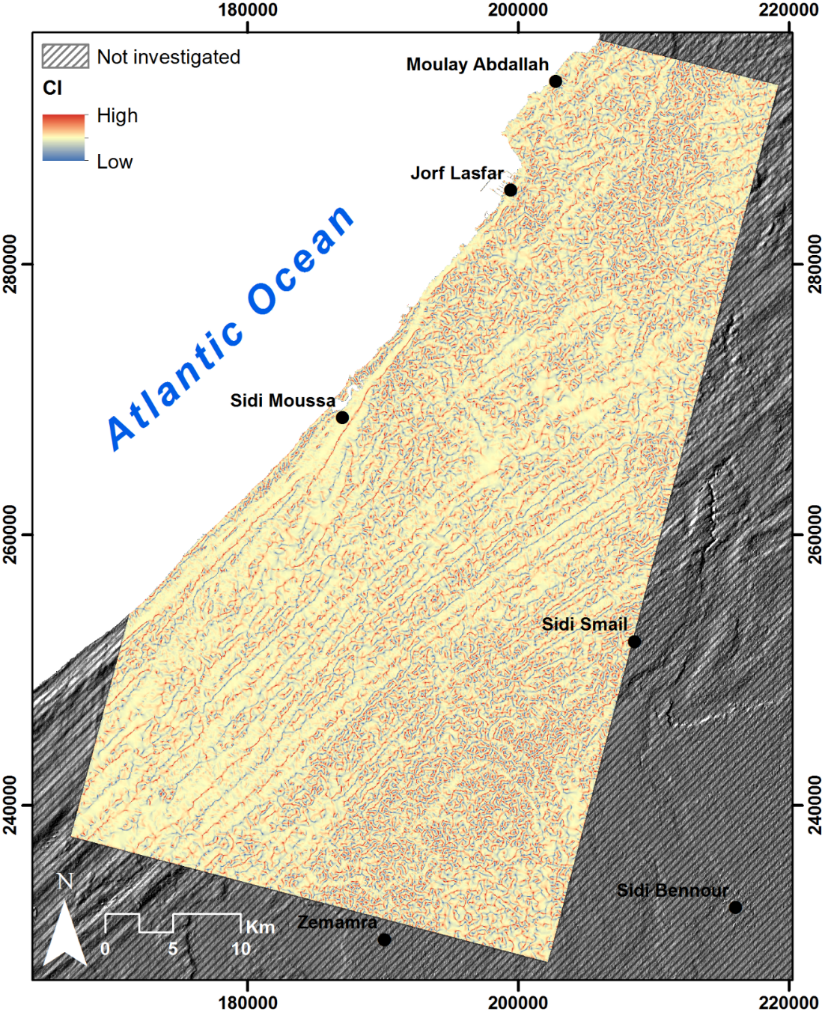 180000
200000
220000
Not investigated
CI
High
Low
Moulay Abdallah
Jorf Lasfar
280000
280000
Atlantic Ocean
Sidi Moussa
260000
260000
Sidi Smail
240000
240000
N
Sidi Bennour
Zemamra
Km
0
5
10
180000
200000
220000